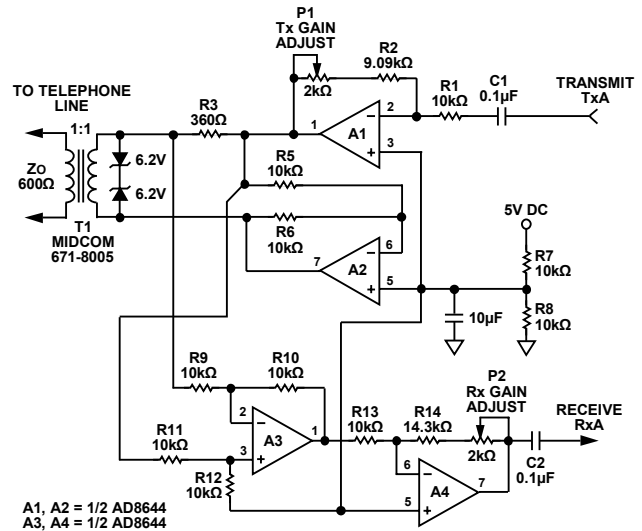 P1
Tx GAIN
ADJUST
2kΩ
R2
9.09kΩ
R1
10kΩ
C1
0.1µF
TRANSMIT
TxA
TO TELEPHONE
LINE
1:1
R3
360Ω
1
A1
2
3
6.2V
6.2V
ZO
600Ω
T1
MIDCOM
671-8005
R5
10kΩ
R6
10kΩ
7
A2
6
5
5V DC
R7
10kΩ
R8
10kΩ
10µF
R9
10kΩ
R10
10kΩ
2
3
A3
1
R11
10kΩ
R12
10kΩ
R13
10kΩ
R14
14.3kΩ
P2
Rx GAIN
ADJUST
2kΩ
6
5
A4
7
C2
0.1µF
RECEIVE
RxA
A1, A2 = 1/2 AD8644
A3, A4 = 1/2 AD8644